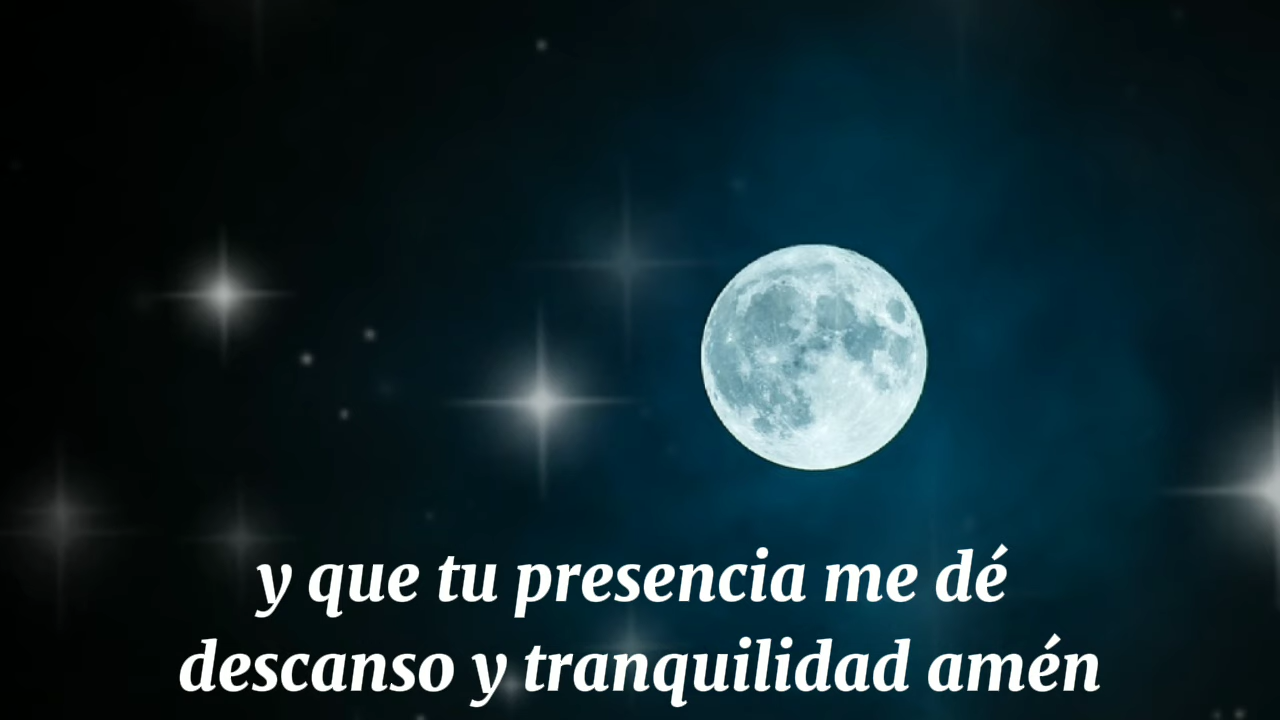 y que tu presencia me dé
descanso y tranquilidad amén